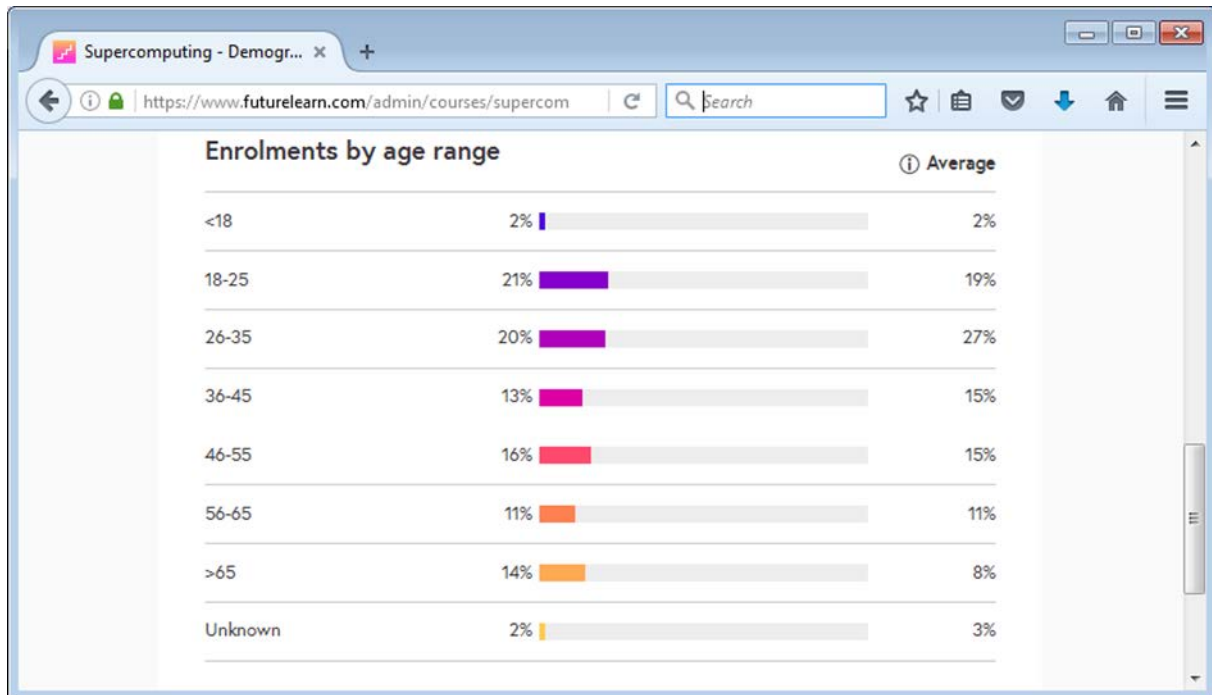 Supercomputing - Demogr...
https://www.futurelearn.com/admin/courses/supercom Search
Enrolments by age range
Average
<18 2% 2%
18-25 21% 19%
26-35 20% 27%
36-45 13% 15%
46-55 16% 15%
56-65 11% 11%
>65 14% 8%
Unknown 2% 3%